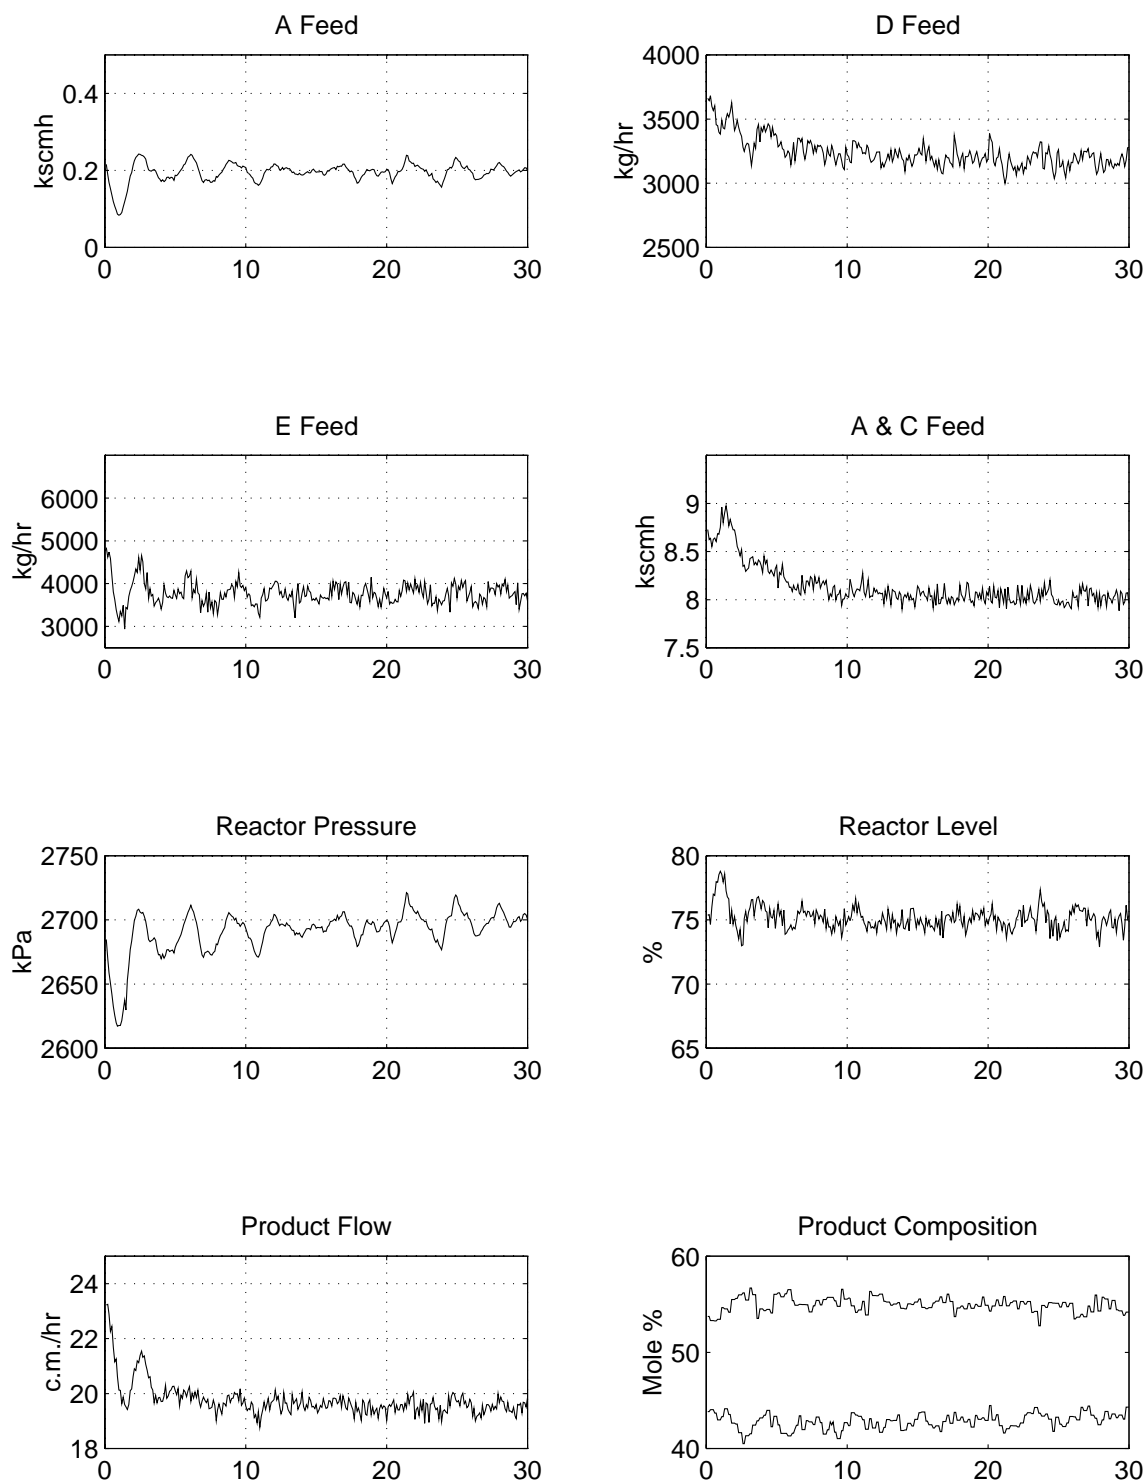 A Feed
kscmh
0.4
0.2
0
0 10 20 30
D Feed
kg/hr
4000
3500
3000
2500
0 10 20 30
E Feed
kg/hr
6000
5000
4000
3000
0 10 20 30
A & C Feed
kscmh
9
8.5
8
7.5
0 10 20 30
Reactor Pressure
kPa
2750
2700
2650
2600
0 10 20 30
Reactor Level
%
80
75
70
65
0 10 20 30
Product Flow
c.m./hr
24
22
20
18
0 10 20 30
Product Composition
Mole %
60
50
40
0 10 20 30